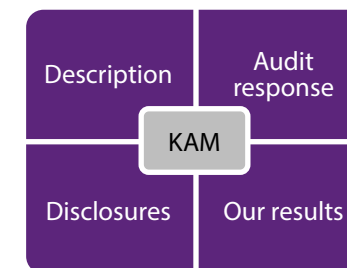 Description
Audit
response
KAM
Disclosures
Our results